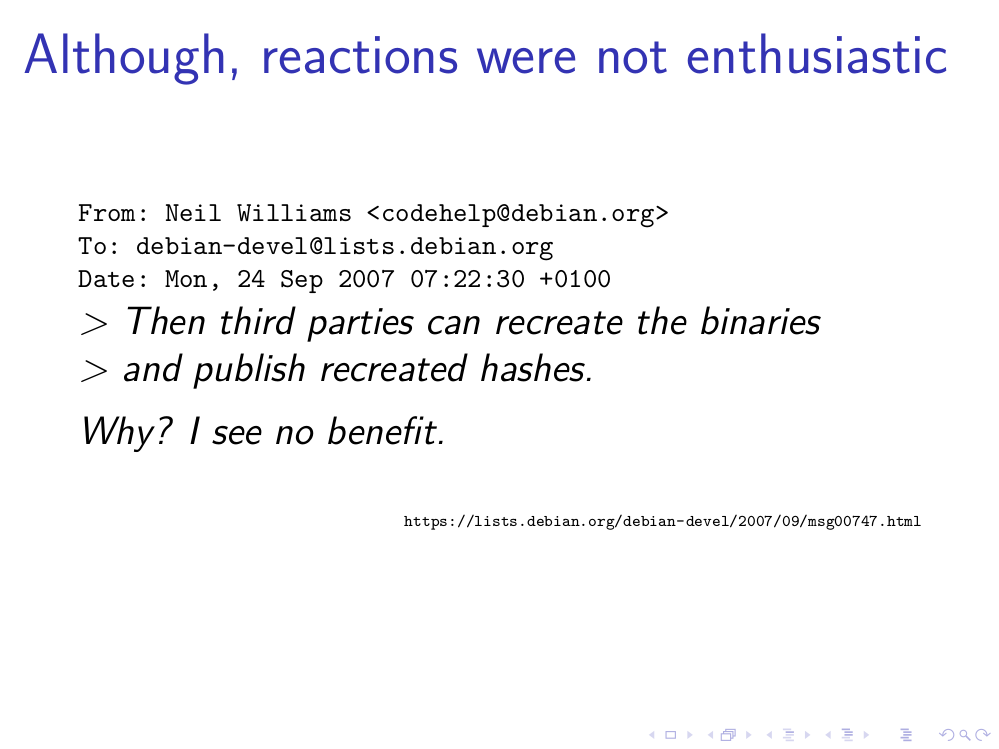 Although, reactions were not enthusiastic
From: Neil Williams <codehelp@debian.org>
To: debian-devel@lists.debian.org
Date: Mon, 24 Sep 2007 07:22:30 +0100
> Then third parties can recreate the binaries
> and publish recreated hashes.
Why? I see no benefit.
https://lists.debian.org/debian-devel/2007/09/msg00747.html